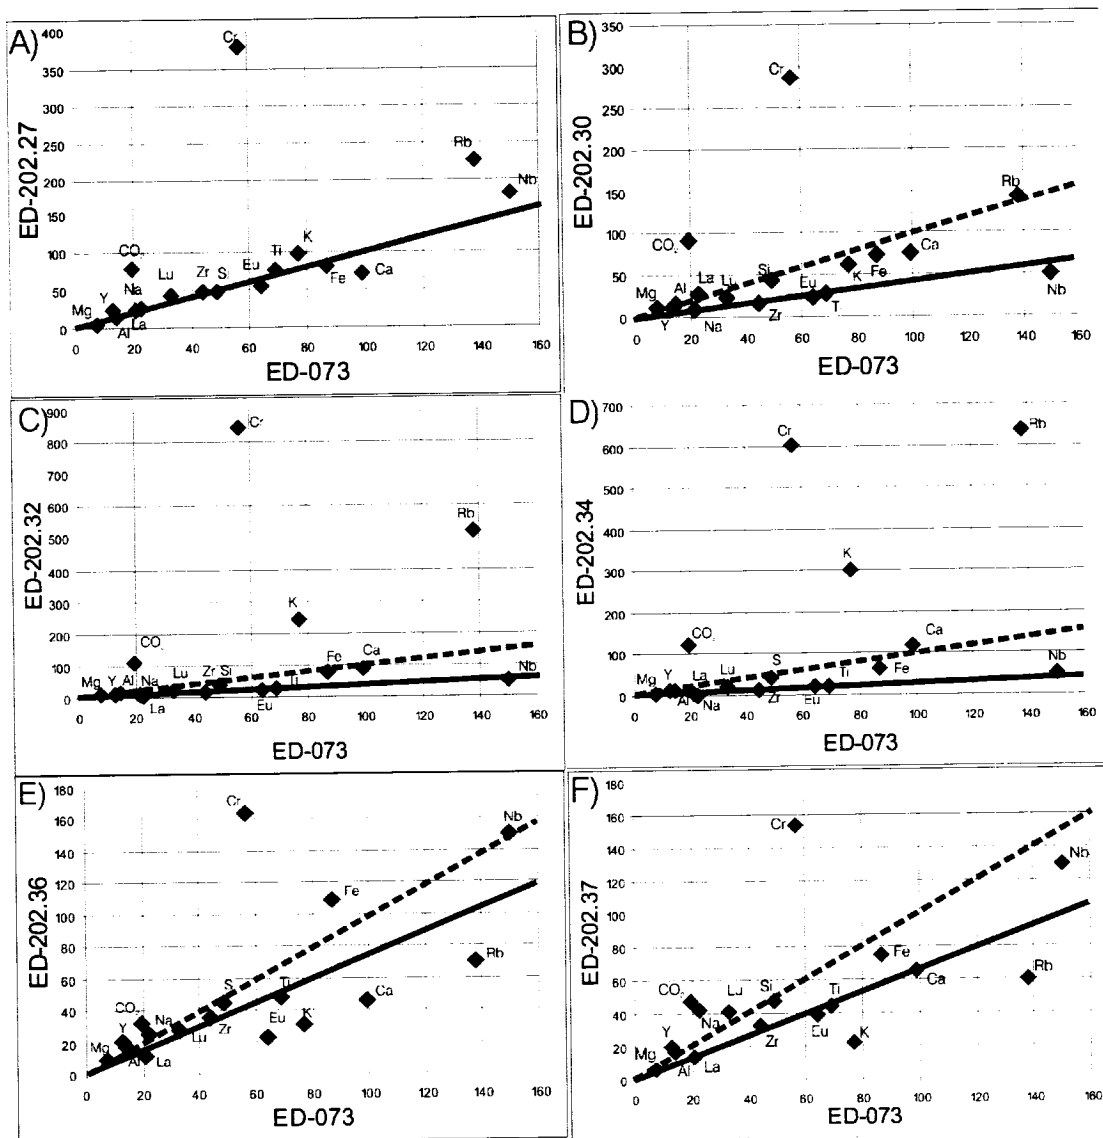 A)
ED-202.27
400
350
300
250
200
150
100
50
0
Cr
Rb
Nb
CO2
Lu
Zr
Si
Eu
Ti
K
Fe
Ca
Mg
Y
Na
Al
La
0 20 40 60 80 100 120 140 160
ED-073
B)
ED-202.30
350
300
250
200
150
100
50
0
Cr
Rb
CO2
Mg
Y
Al
La
Na
Lu
Si
Zr
Eu
T
K
Fe
Ca
Nb
0 20 40 60 80 100 120 140 160
ED-073
C)
ED-202.32
900
800
700
600
500
400
300
200
100
0
Cr
Rb
K
CO2
Mg
Y
Al
Na
La
Lu
Zr
Si
Eu
Ti
Fe
Ca
Nb
0 20 40 60 80 100 120 140 160
ED-073
D)
ED-202.34
700
600
500
400
300
200
100
0
Cr
Rb
K
CO2
Mg
Y
Al
La
Na
Lu
S
Zr
Eu
Ti
Fe
Ca
Nb
0 20 40 60 80 100 120 140 160
ED-073
E)
ED-202.36
180
160
140
120
100
80
60
40
20
0
Cr
Nb
Fe
Rb
CO2
Y
Mg
Al
La
Na
Lu
S
Zr
Ti
Eu
K
Ca
0 20 40 60 80 100 120 140 160
ED-073
F)
ED-202.37
180
160
140
120
100
80
60
40
20
0
Cr
Nb
Fe
Ca
Rb
CO2
Na
Lu
Si
Y
Mg
Al
La
Zr
Eu
Ti
K
0 20 40 60 80 100 120 140 160
ED-073